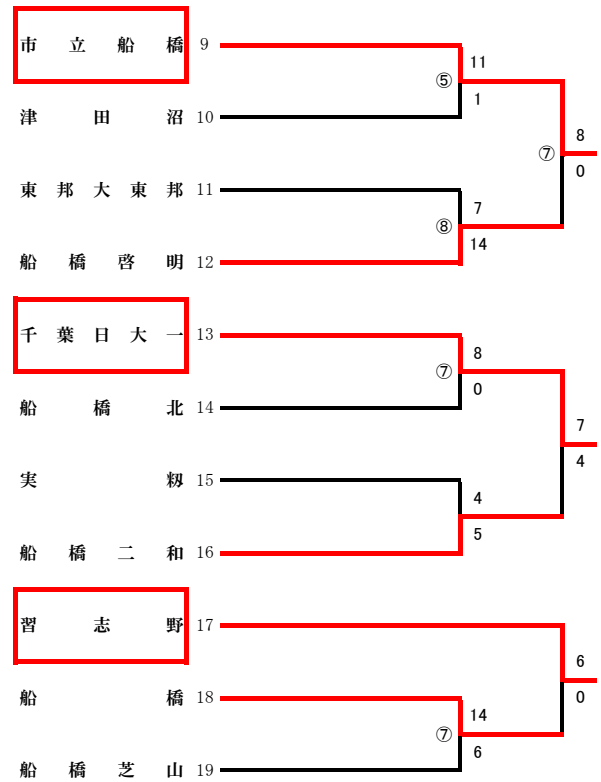 市立船橋 9
11
⑤
1
津田沼 10
8
⑦
0
東邦大東邦 11
7
⑧
14
船橋啓明 12
千葉日大一 13
8
⑦
0
船橋北 14
7
4
実籾 15
4
5
船橋二和 16
習志野 17
6
0
船橋 18
14
⑦
6
船橋芝山 19